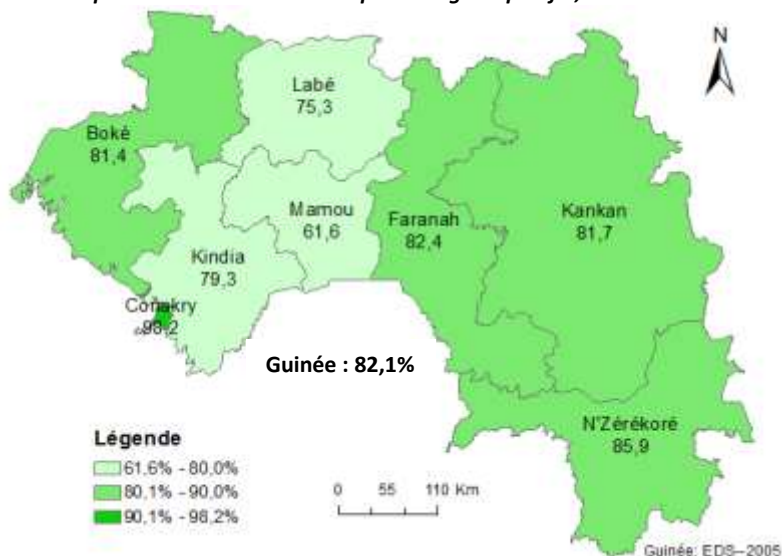 N
Labé
75,3
Boké
81,4
Mamou
61,6
Faranah
82,4
Kankan
81,7
Kindia
79,3
Conakry
98,2
Guinée : 82,1%
N'Zérékoré
85,9
Légende
61,6% - 80,0%
80,1% - 90,0%
90,1% - 98,2%
0 55 110 Km
Guinée: EDS-2005